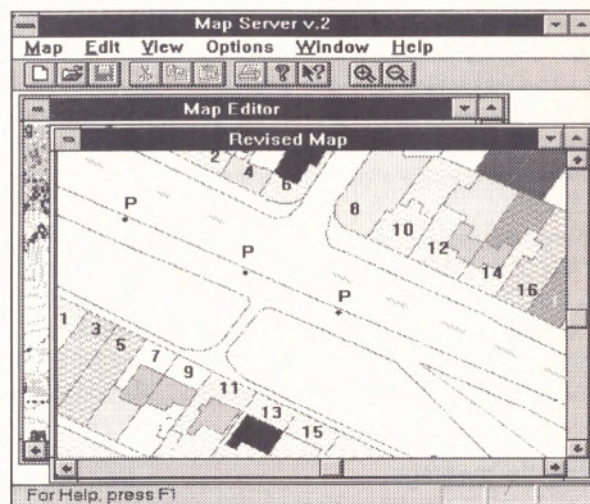 Map Server v.2
Map Edit View Options Window Help
Map Editor
Revised Map
2 4 6
P
8
10
12
14
16
P
P
1
3
5
7
9
11
13
15
For Help, press F1